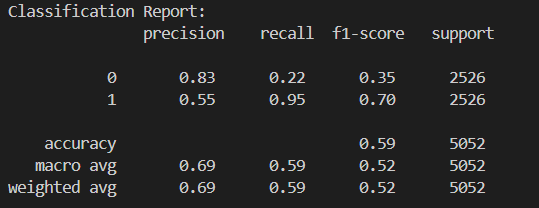 Classification Report:
precision recall f1-score support
0 0.83 0.22 0.35 2526
1 0.55 0.95 0.70 2526
accuracy 0.59 5052
macro avg 0.69 0.59 0.52 5052
weighted avg 0.69 0.59 0.52 5052